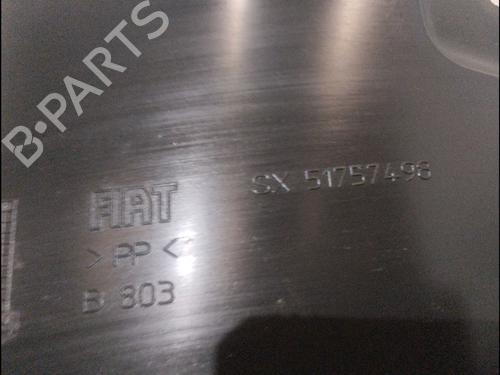 B-PARTS
SX 51757498
FIAT
>PP<
B 803